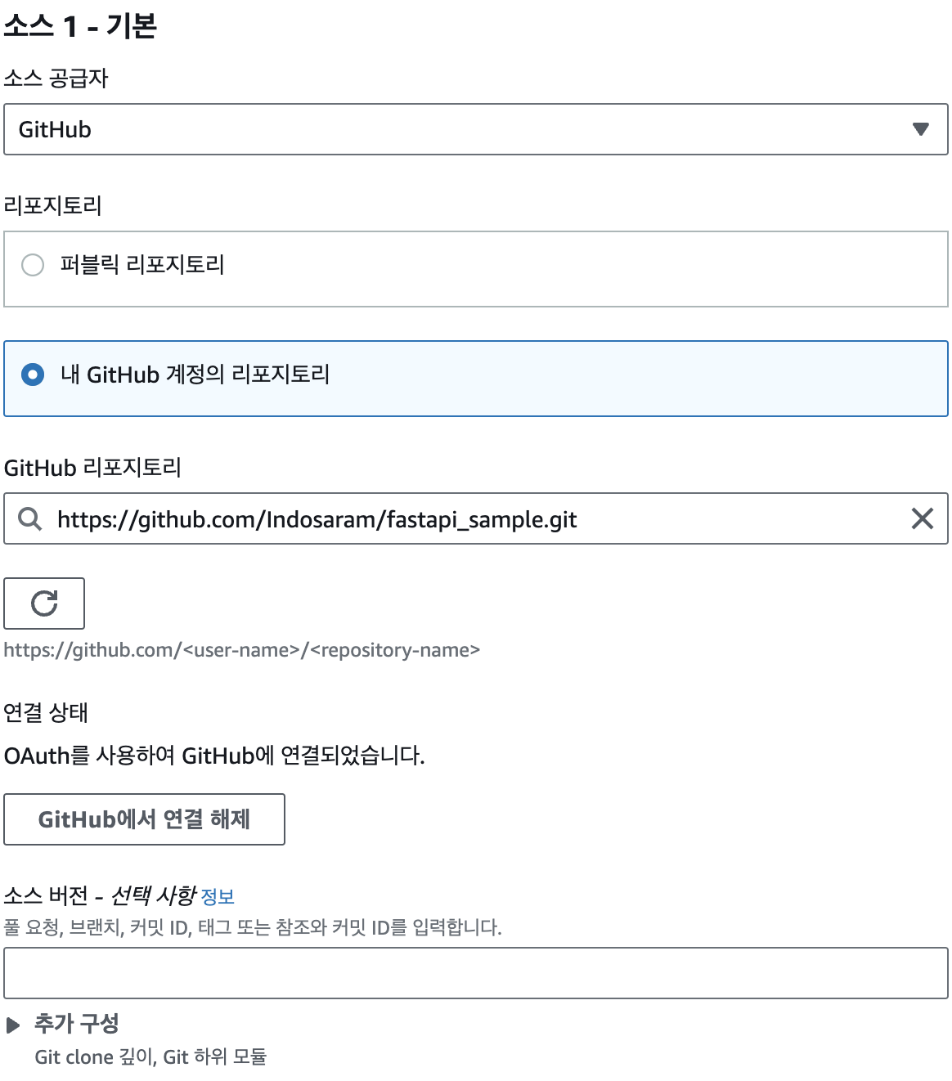 소스 1 - 기본
소스 공급자
GitHub
리포지토리
퍼블릭 리포지토리
내 GitHub 계정의 리포지토리
GitHub 리포지토리
https://github.com/Indosaram/fastapi_sample.git
https://github.com/<user-name>/<repository-name>
연결 상태
OAuth를 사용하여 GitHub에 연결되었습니다.
GitHub에서 연결 해제
소스 버전 - 선택 사항 정보
풀 요청, 브랜치, 커밋 ID, 태그 또는 참조와 커밋 ID를 입력합니다.
추가 구성
Git clone 깊이, Git 하위 모듈